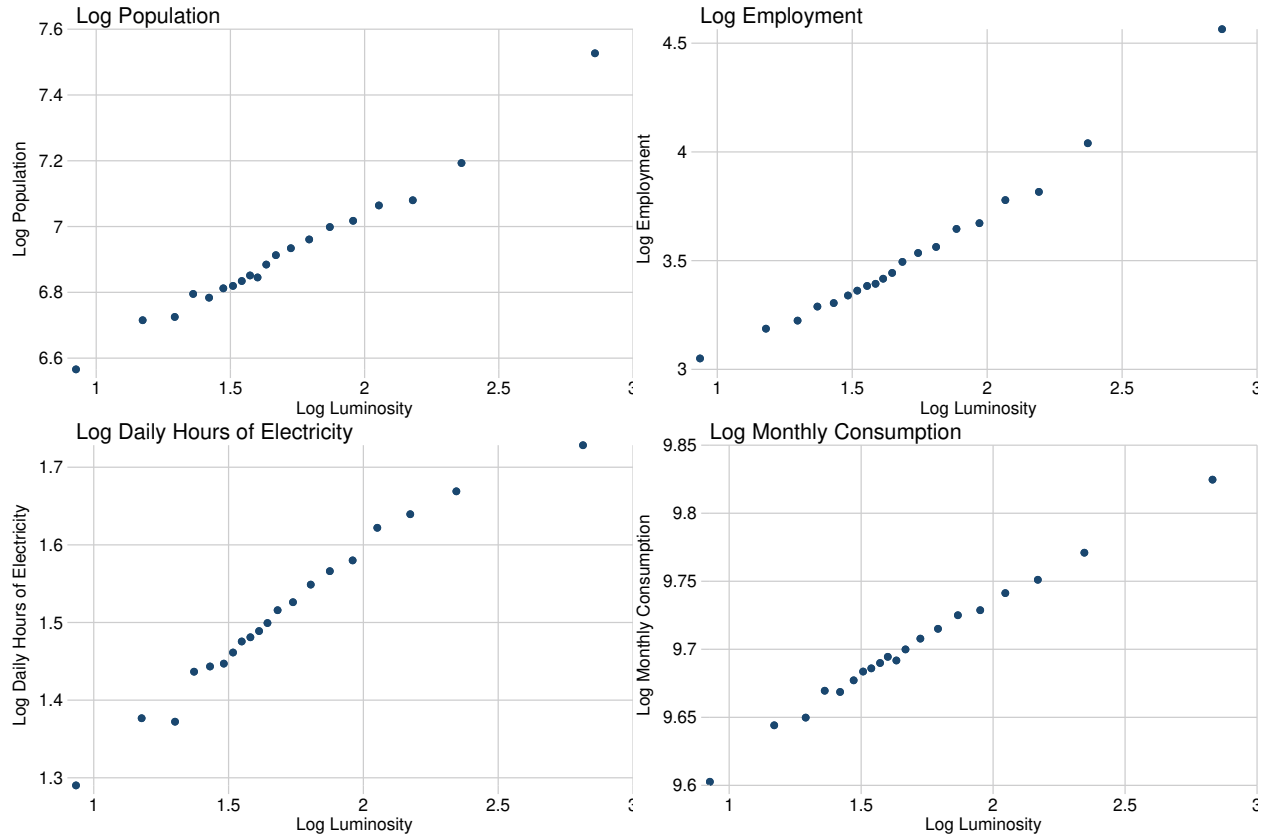 Log Population
7.6
7.4
7.2
7
6.8
6.6
Log Population
1 1.5 2 2.5 3
Log Luminosity
Log Employment
4.5
4
3.5
3
Log Employment
1 1.5 2 2.5 3
Log Luminosity
Log Daily Hours of Electricity
1.7
1.6
1.5
1.4
1.3
Log Daily Hours of Electricity
1 1.5 2 2.5 3
Log Luminosity
Log Monthly Consumption
9.85
9.8
9.75
9.7
9.65
9.6
Log Monthly Consumption
1 1.5 2 2.5 3
Log Luminosity